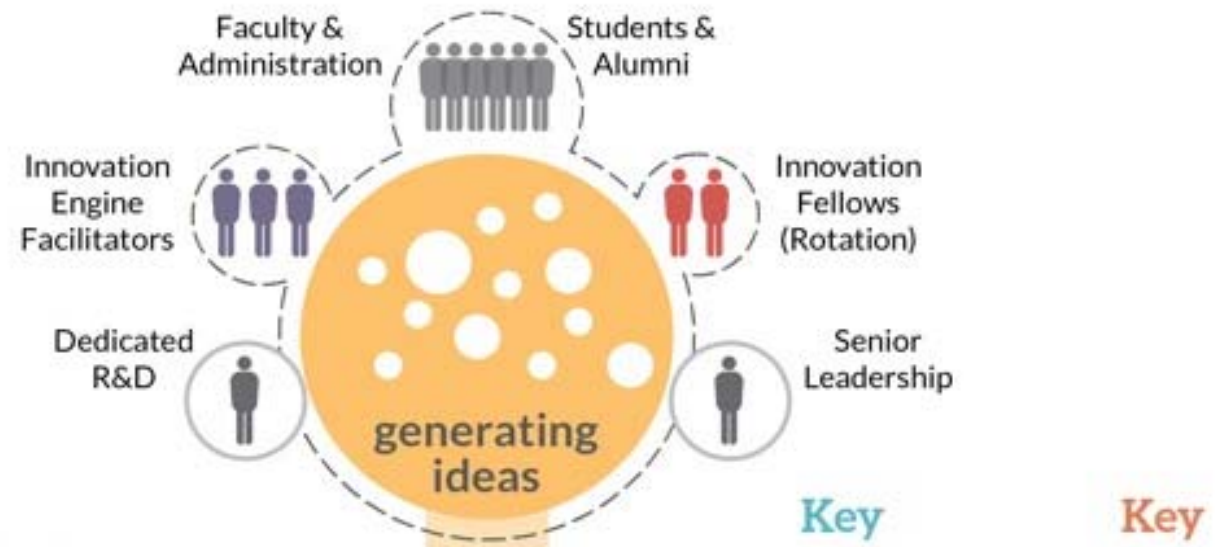 Faculty &
Administration
Students &
Alumni
Innovation
Engine
Facilitators
Innovation
Fellows
(Rotation)
Dedicated
R&D
Senior
Leadership
generating
ideas
Key
Key